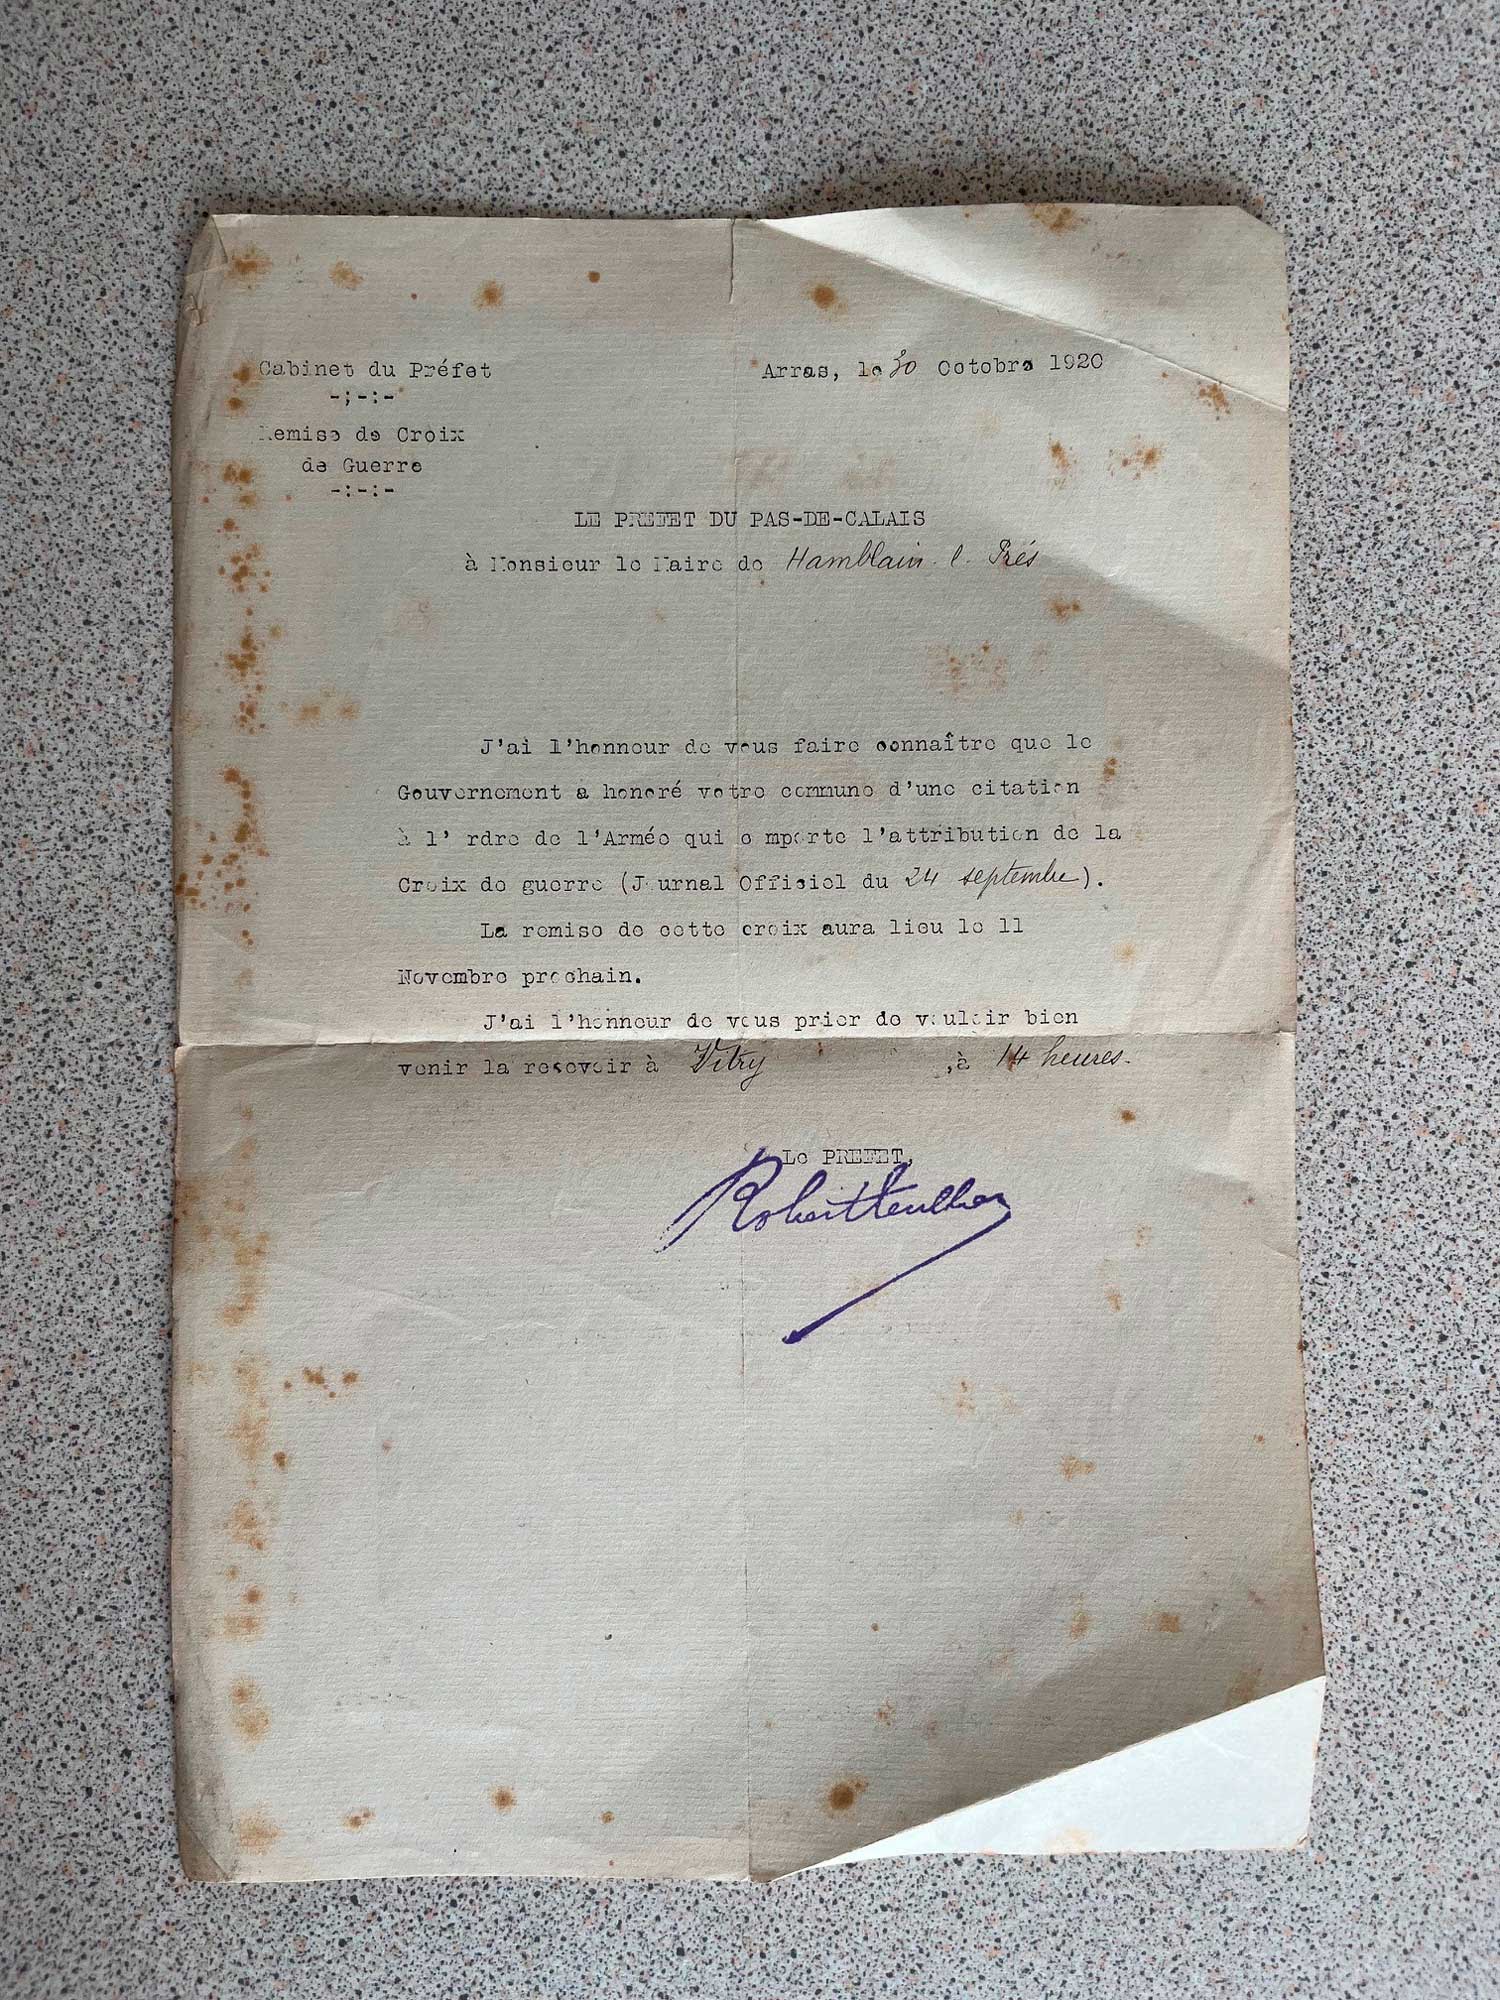 Cabinet du Préfet
-:-:-
Remise de Croix
de Guerre
-:-:-
Arras, le 30 Octobre 1920
LE PREFET DU PAS-DE-CALAIS
à Monsieur le Maire de Hamblain. l. Prés
J'ai l'honneur de vous faire connaître que le
Gouvernement a honoré votre commune d'une citation
à l'Ordre de l'Armée qui comporte l'attribution de la
Croix de guerre (Journal Officiel du 24 septembre).
La remise de cette croix aura lieu le 11
Novembre prochain.
J'ai l'honneur de vous prier de vouloir bien
venir la recevoir à Vitry ,à 14 heures.
Le PREFET,